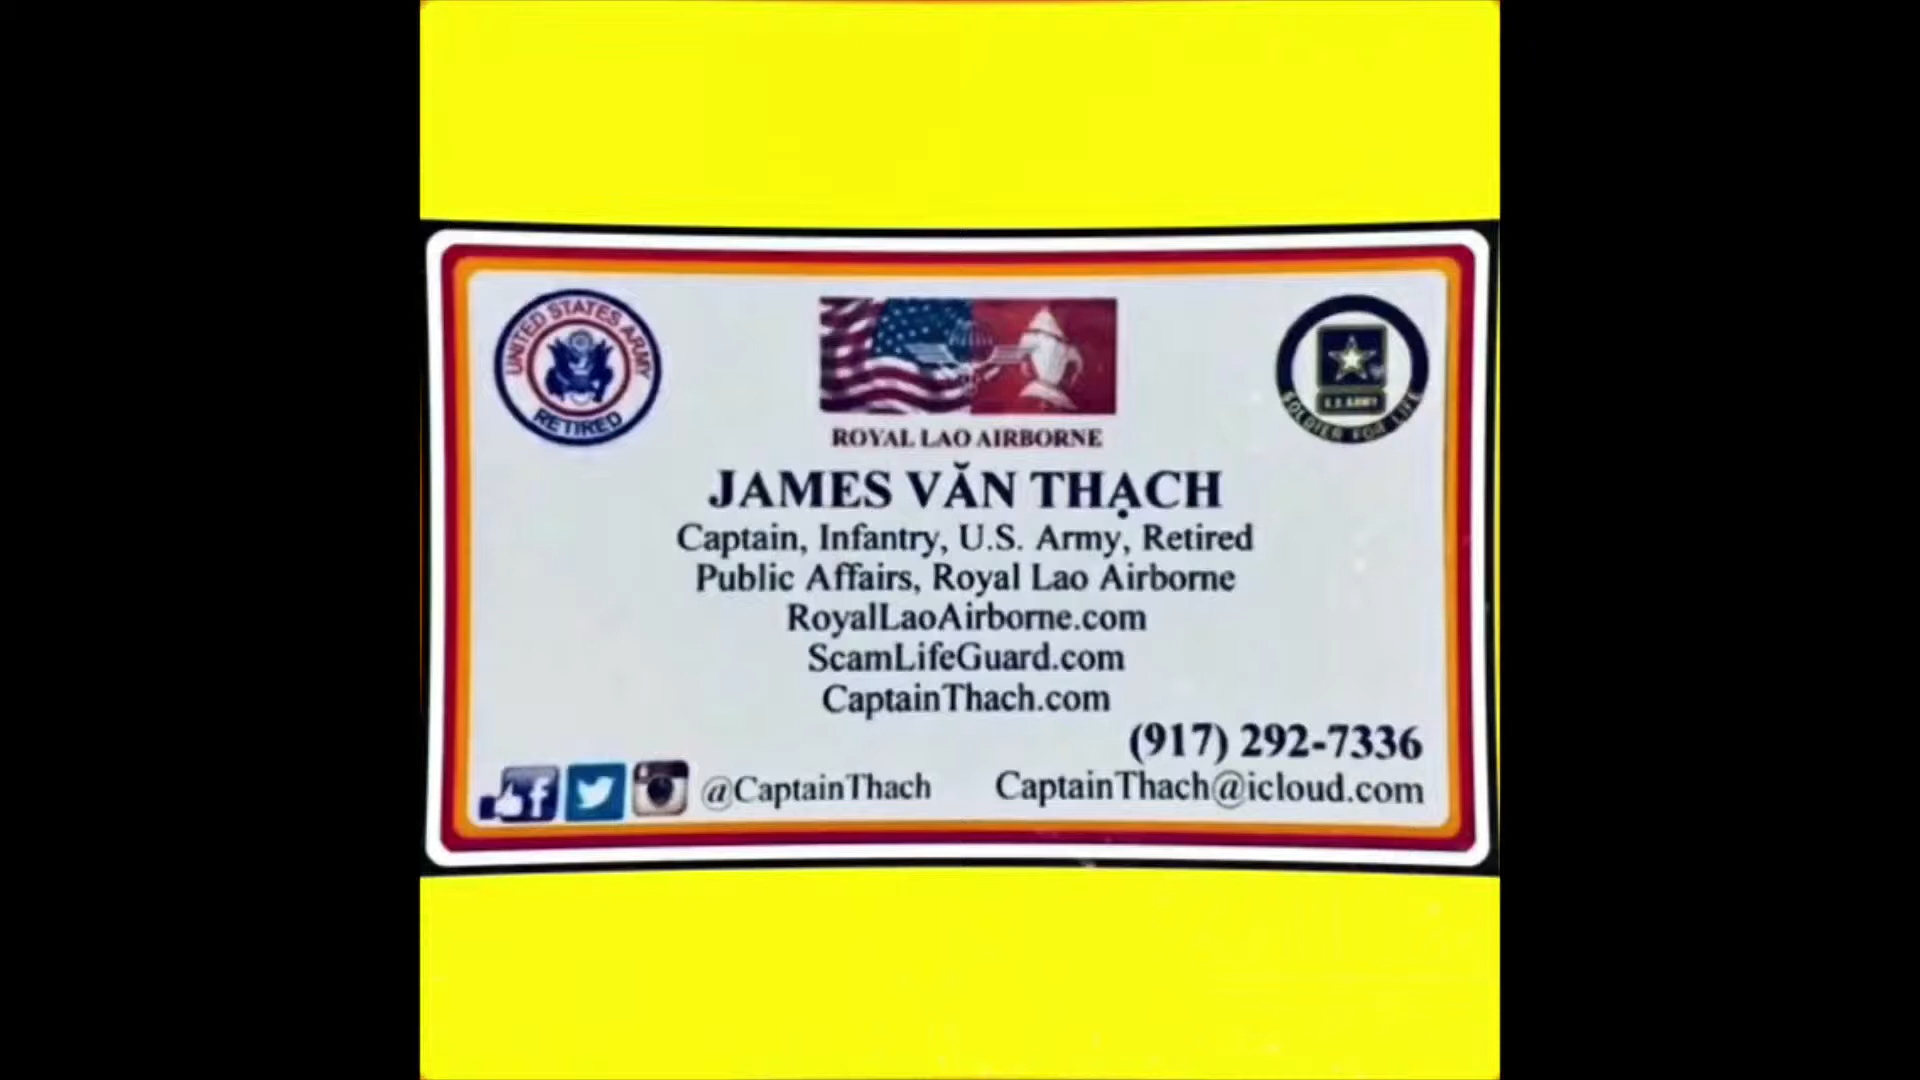 UNITED STATES ARMY
RETIRED
U.S. ARMY
SOLDIER FOR LIFE
ROYAL LAO AIRBORNE
JAMES VĂN THẠCH
Captain, Infantry, U.S. Army, Retired
Public Affairs, Royal Lao Airborne
RoyalLaoAirborne.com
ScamLifeGuard.com
CaptainThach.com
(917) 292-7336
@CaptainThach CaptainThach@icloud.com